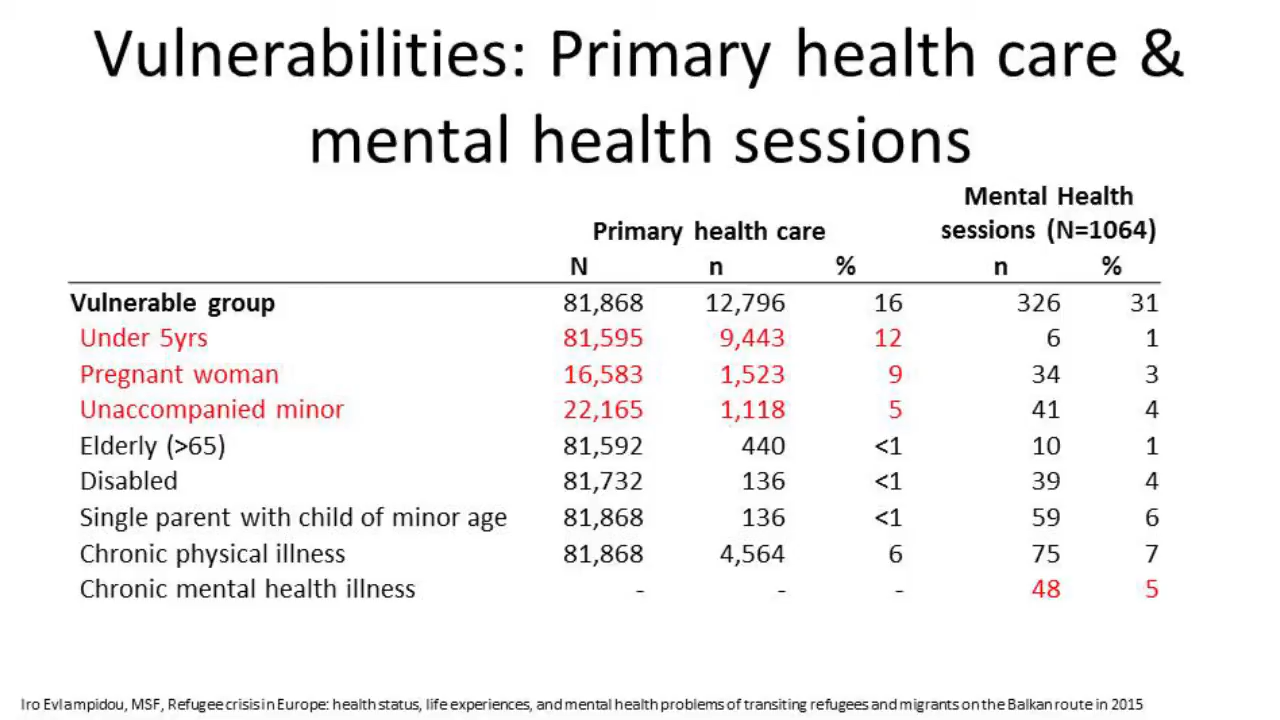 Vulnerabilities: Primary health care &
mental health sessions
Mental Health
Primary health care sessions (N=1064)
N n % n %
Vulnerable group 81,868 12,796 16 326 31
Under 5yrs 81,595 9,443 12 6 1
Pregnant woman 16,583 1,523 9 34 3
Unaccompanied minor 22,165 1,118 5 41 4
Elderly (>65) 81,592 440 <1 10 1
Disabled 81,732 136 <1 39 4
Single parent with child of minor age 81,868 136 <1 59 6
Chronic physical illness 81,868 4,564 6 75 7
Chronic mental health illness - - - 48 5
Iro Evlampidou, MSF, Refugee crisis in Europe: health status, life experiences, and mental health problems of transiting refugees and migrants on the Balkan route in 2015